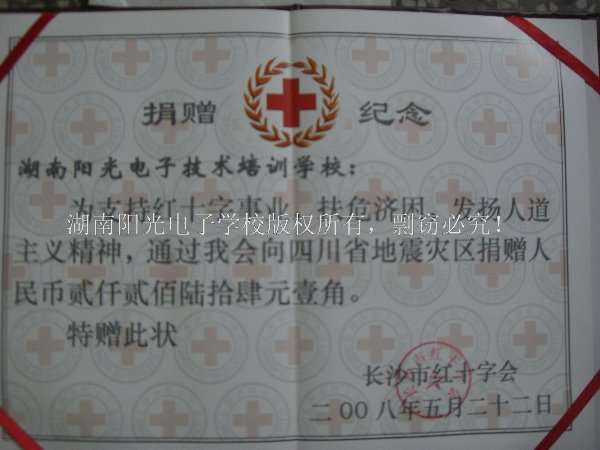 捐赠 纪念
湖南阳光电子技术培训学校：
为支持红十字事业，扶危济困，发扬人道
湖南阳光电子学校版权所有，剽窃必究！
主义精神，通过我会向四川省地震灾区捐赠人
民币贰仟贰佰陆拾肆元壹角。
特赠此状
长沙市红十字会
二OO八年五月二十二日